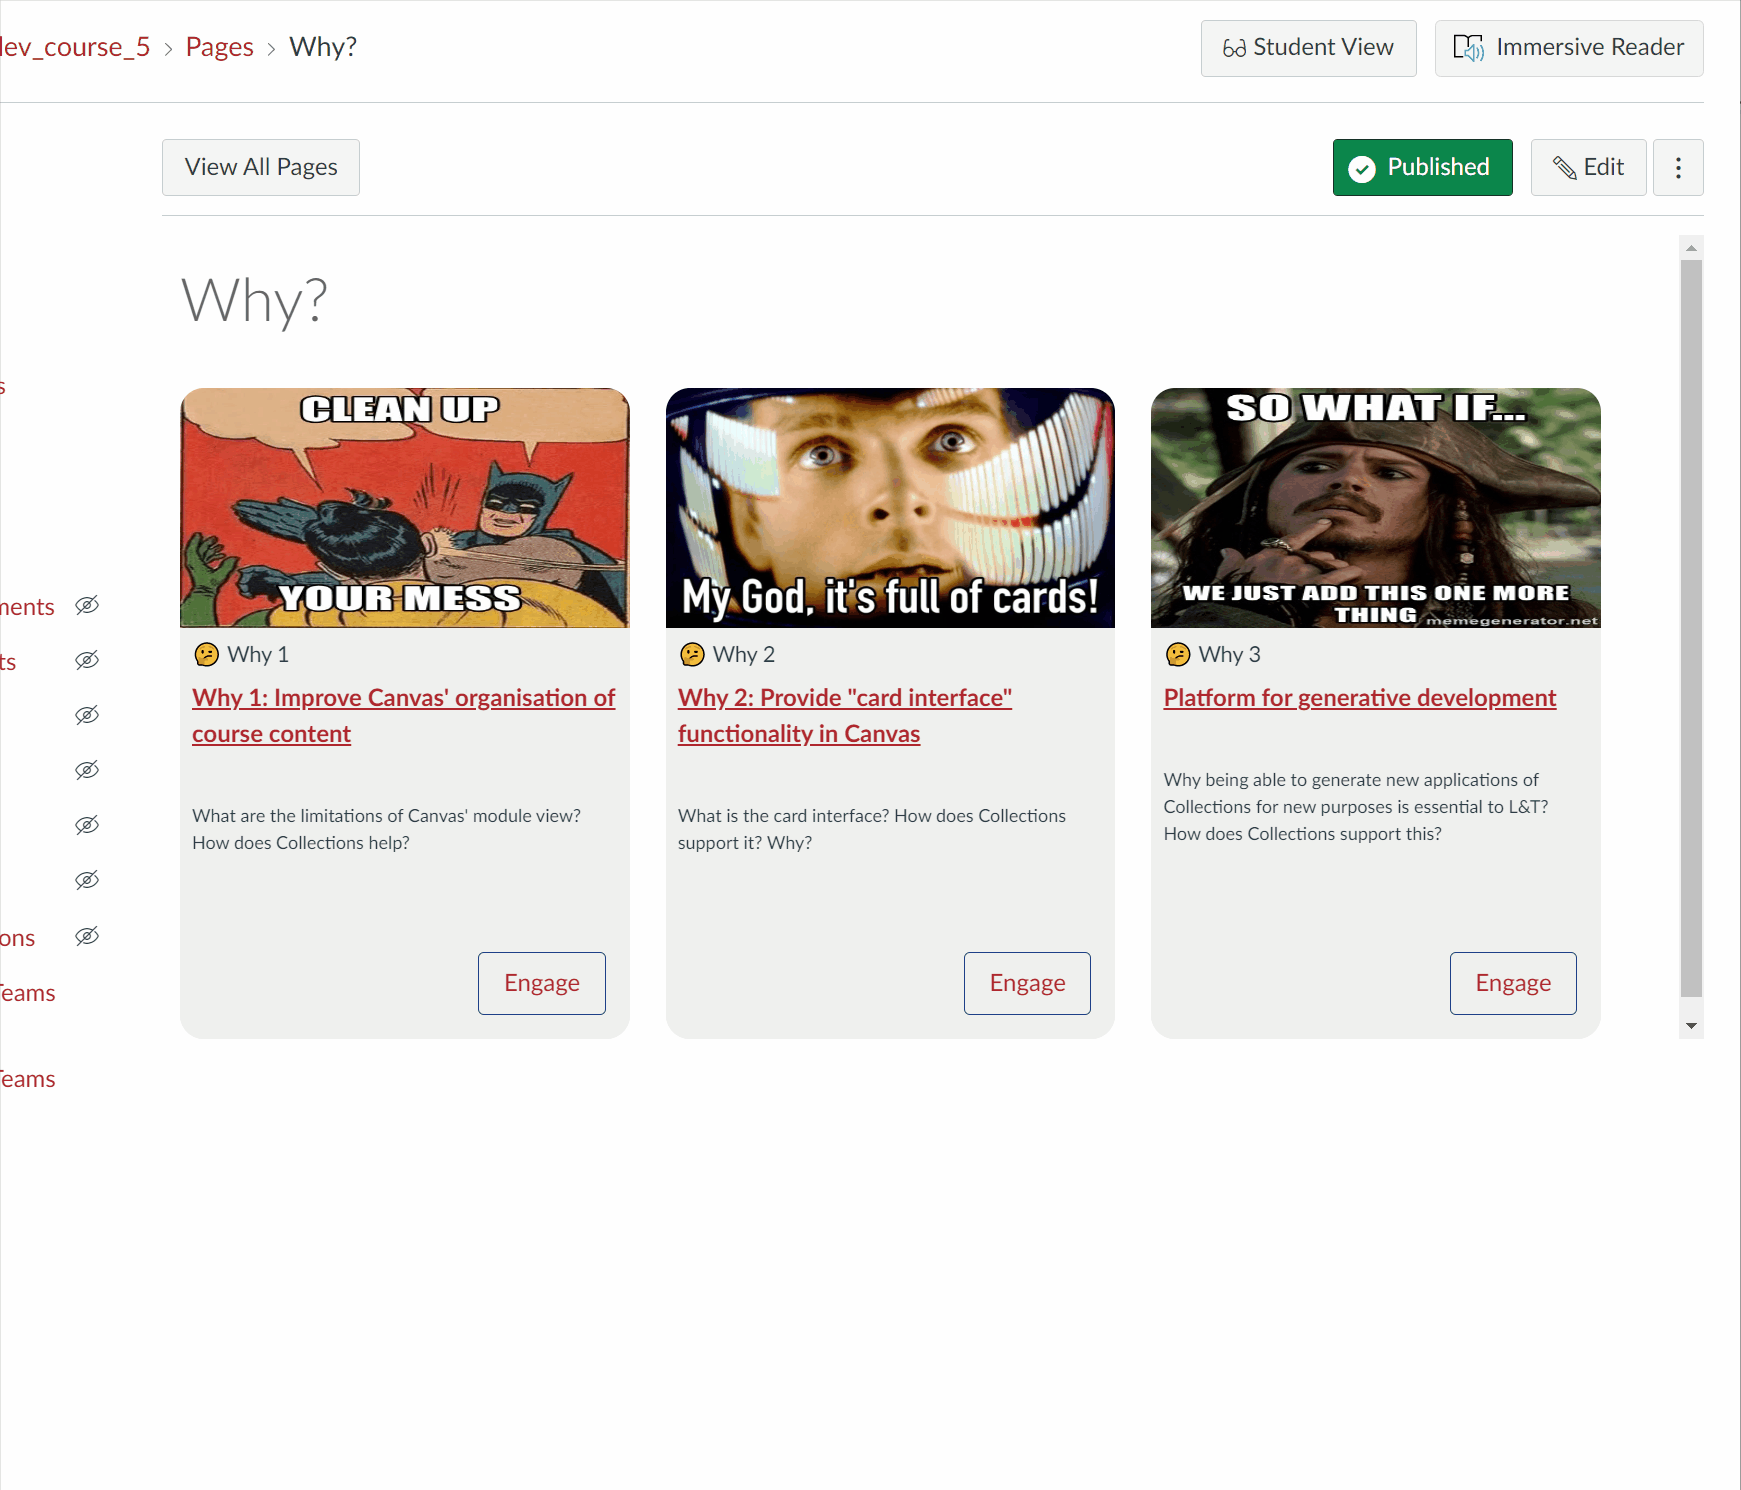 lev_course_5 > Pages > Why?
Student View
Immersive Reader
View All Pages
Published
Edit
Why?
CLEAN UP
YOUR MESS
Why 1
Why 1: Improve Canvas' organisation of
course content
What are the limitations of Canvas' module view?
How does Collections help?
Engage
My God, it's full of cards!
Why 2
Why 2: Provide "card interface"
functionality in Canvas
What is the card interface? How does Collections
support it? Why?
Engage
SO WHAT IF...
WE JUST ADD THIS ONE MORE
THING
memegenerator.net
Why 3
Platform for generative development
Why being able to generate new applications of
Collections for new purposes is essential to L&T?
How does Collections support this?
Engage
s
ments
ts
ons
Teams
Teams